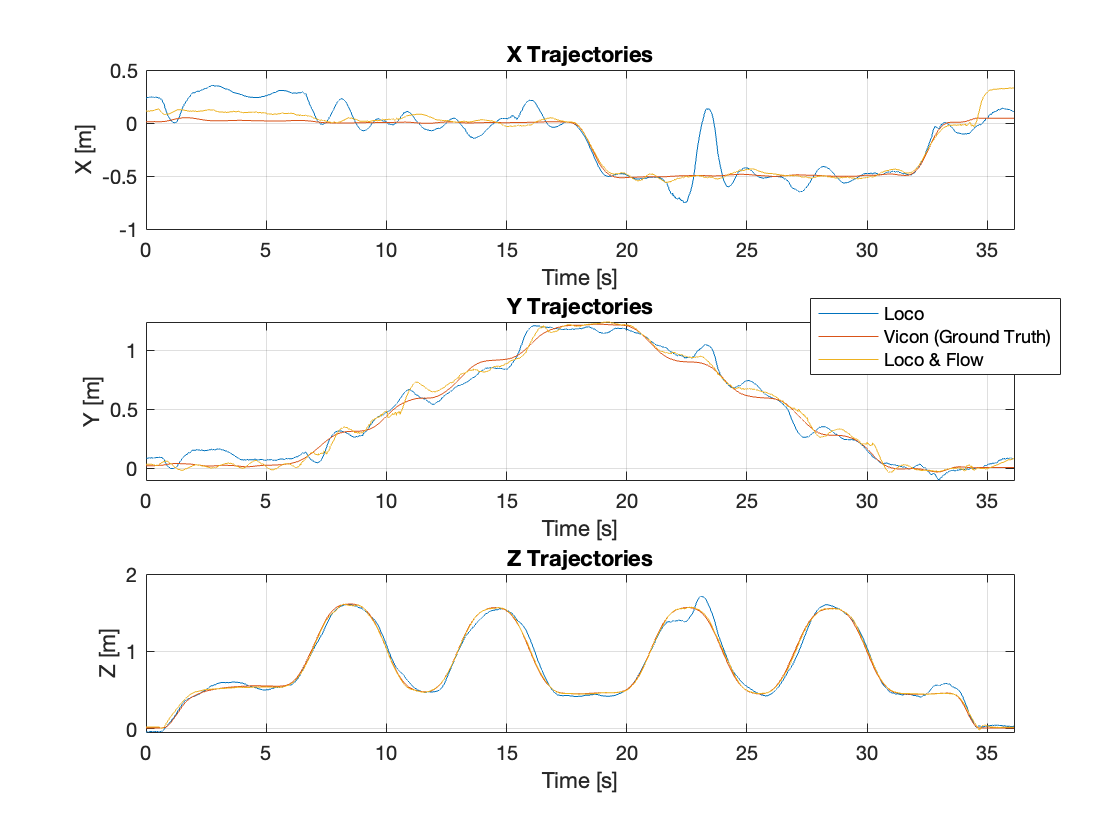 X Trajectories
0.5
0
-0.5
-1
X [m]
0 5 10 15 20 25 30 35
Time [s]
Y Trajectories
1
0.5
0
Y [m]
0 5 10 15 20 25 30 35
Time [s]
Loco
Vicon (Ground Truth)
Loco & Flow
Z Trajectories
2
1
0
Z [m]
0 5 10 15 20 25 30 35
Time [s]